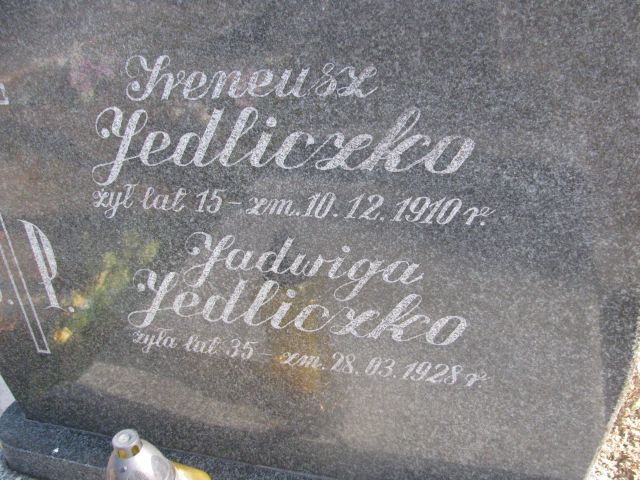 Ireneusz
Jedliczko
żył lat 15 - zm. 10. 12. 1910 r.
Jadwiga
Jedliczko
żyła lat 35 - zm. 28. 03. 1928 r
P.